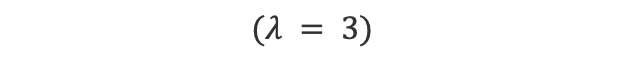 (λ = 3)